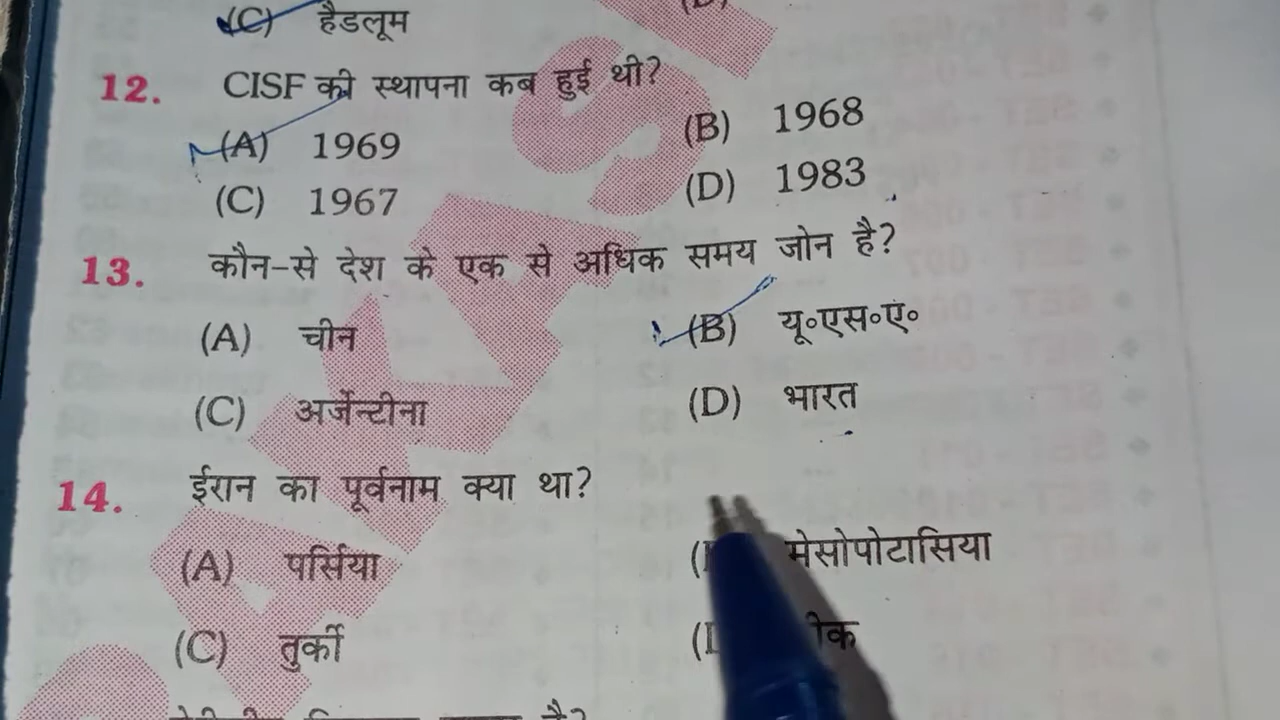 (C) हैडलूम (D)
12. CISF की स्थापना कब हुई थी?
(A) 1969 (B) 1968
(C) 1967 (D) 1983
13. कौन-से देश के एक से अधिक समय जोन है?
(A) चीन (B) यू॰एस॰ए॰
(C) अर्जेन्टीना (D) भारत
14. ईरान का पूर्वनाम क्या था?
(A) पर्सिया मेसोपोटासिया
(C) तुर्की